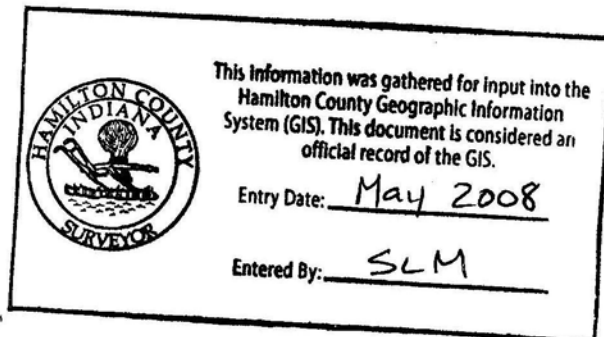 HAMILTON COUNTY
INDIANA
SURVEYOR
This information was gathered for input into the
Hamilton County Geographic Information
System (GIS). This document is considered an
official record of the GIS.
Entry Date: May 2008
Entered By: SLM